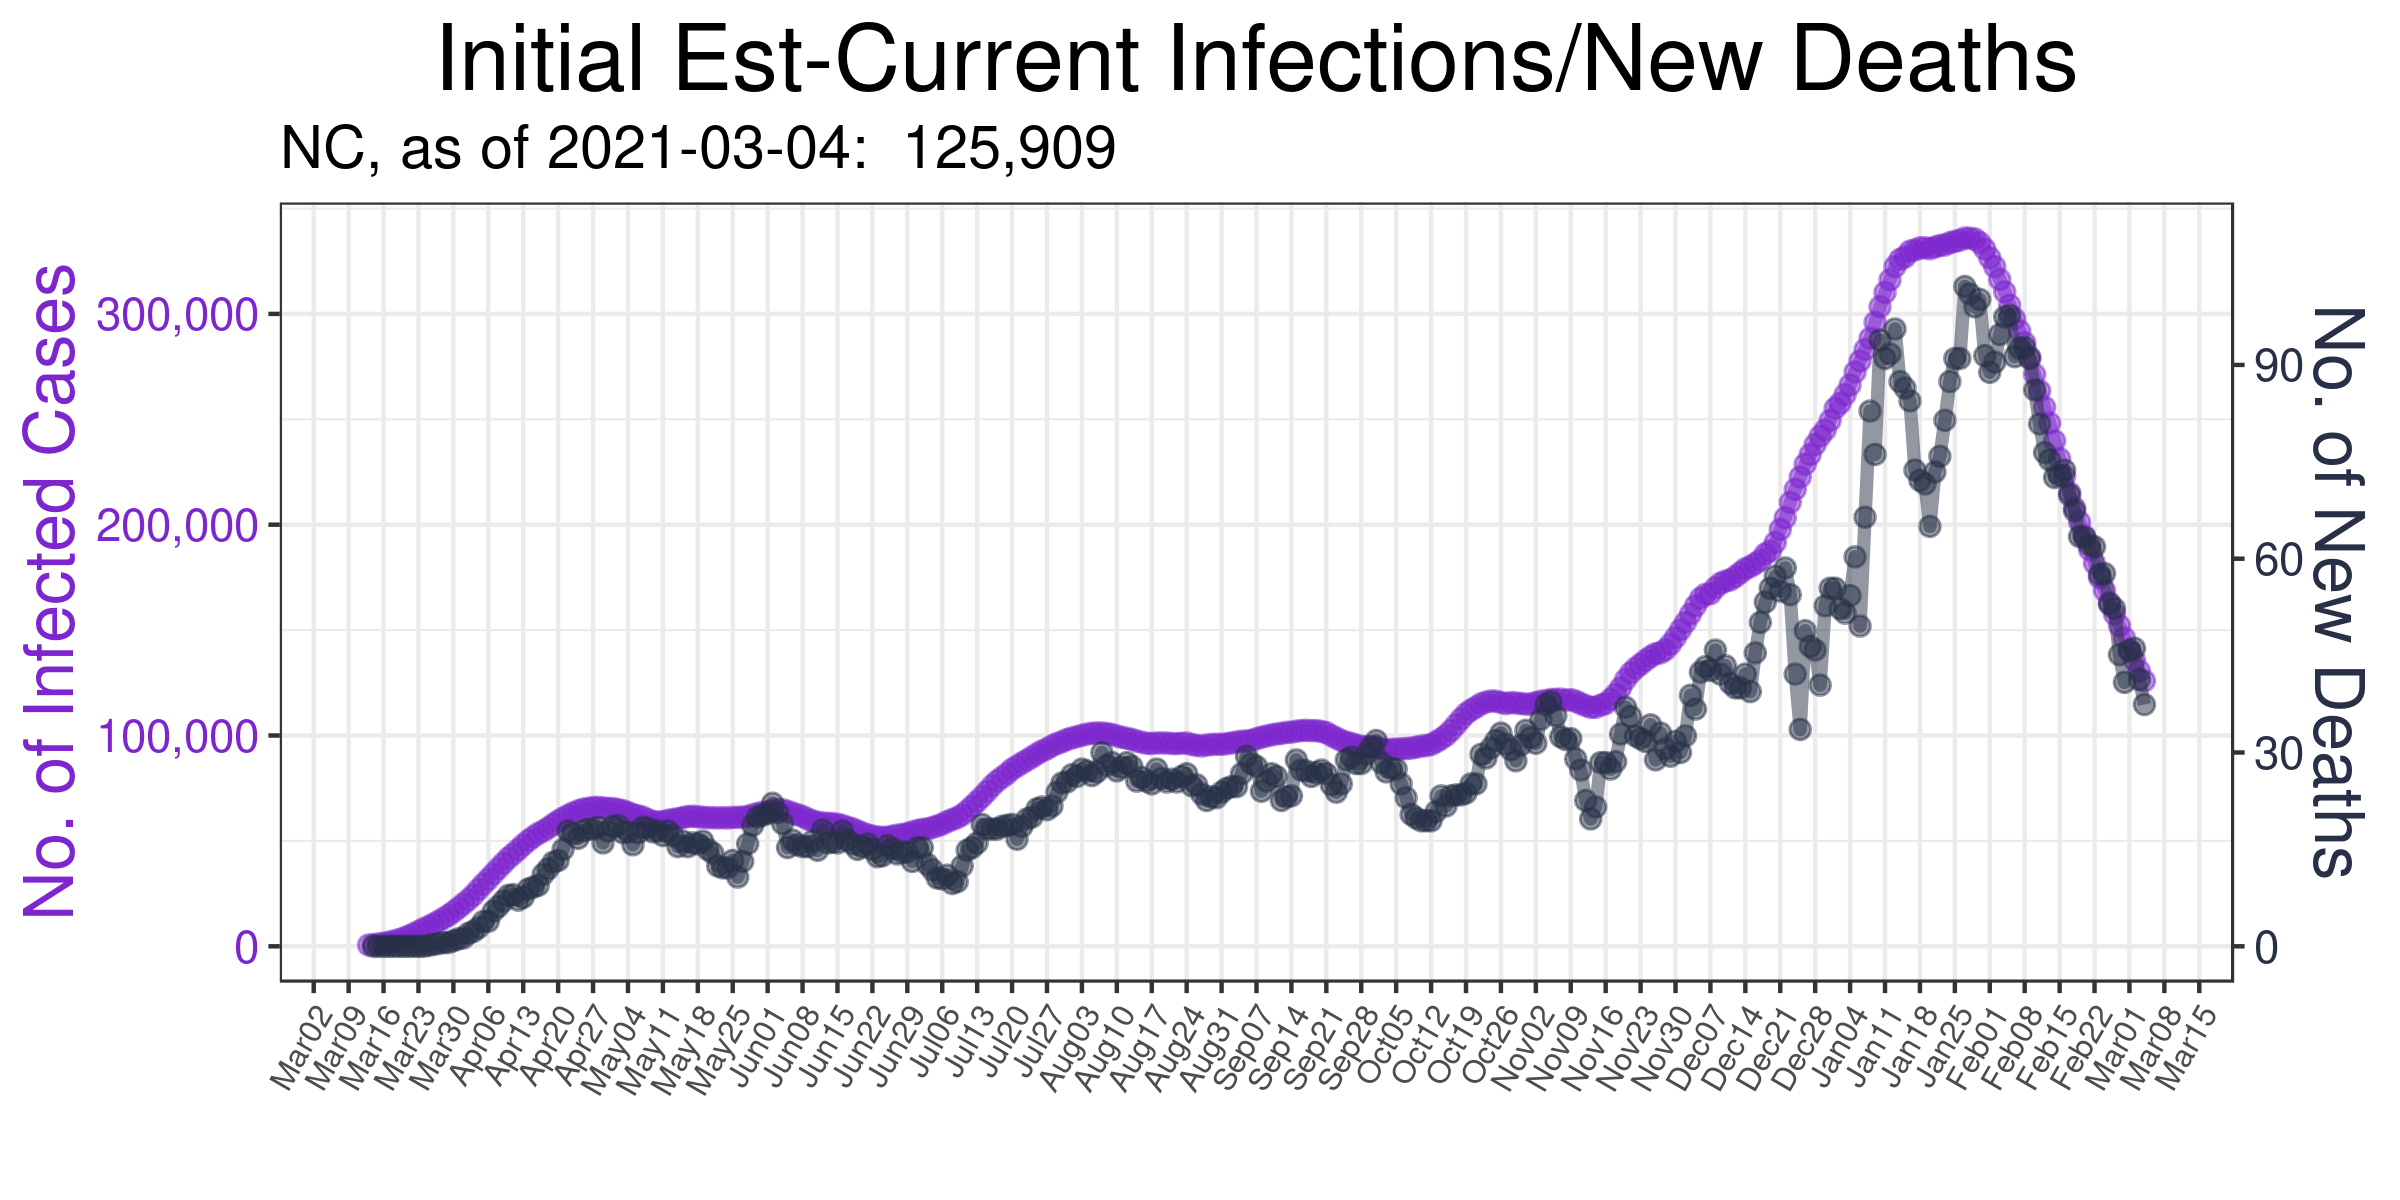 Initial Est-Current Infections/New Deaths
NC, as of 2021-03-04: 125,909
No. of Infected Cases
300,000
200,000
100,000
0
90
60
30
0
No. of New Deaths
Mar02
Mar09
Mar16
Mar23
Mar30
Apr06
Apr13
Apr20
Apr27
May04
May11
May18
May25
Jun01
Jun08
Jun15
Jun22
Jun29
Jul06
Jul13
Jul20
Jul27
Aug03
Aug10
Aug17
Aug24
Aug31
Sep07
Sep14
Sep21
Sep28
Oct05
Oct12
Oct19
Oct26
Nov02
Nov09
Nov16
Nov23
Nov30
Dec07
Dec14
Dec21
Dec28
Jan04
Jan11
Jan18
Jan25
Feb01
Feb08
Feb15
Feb22
Mar01
Mar08
Mar15